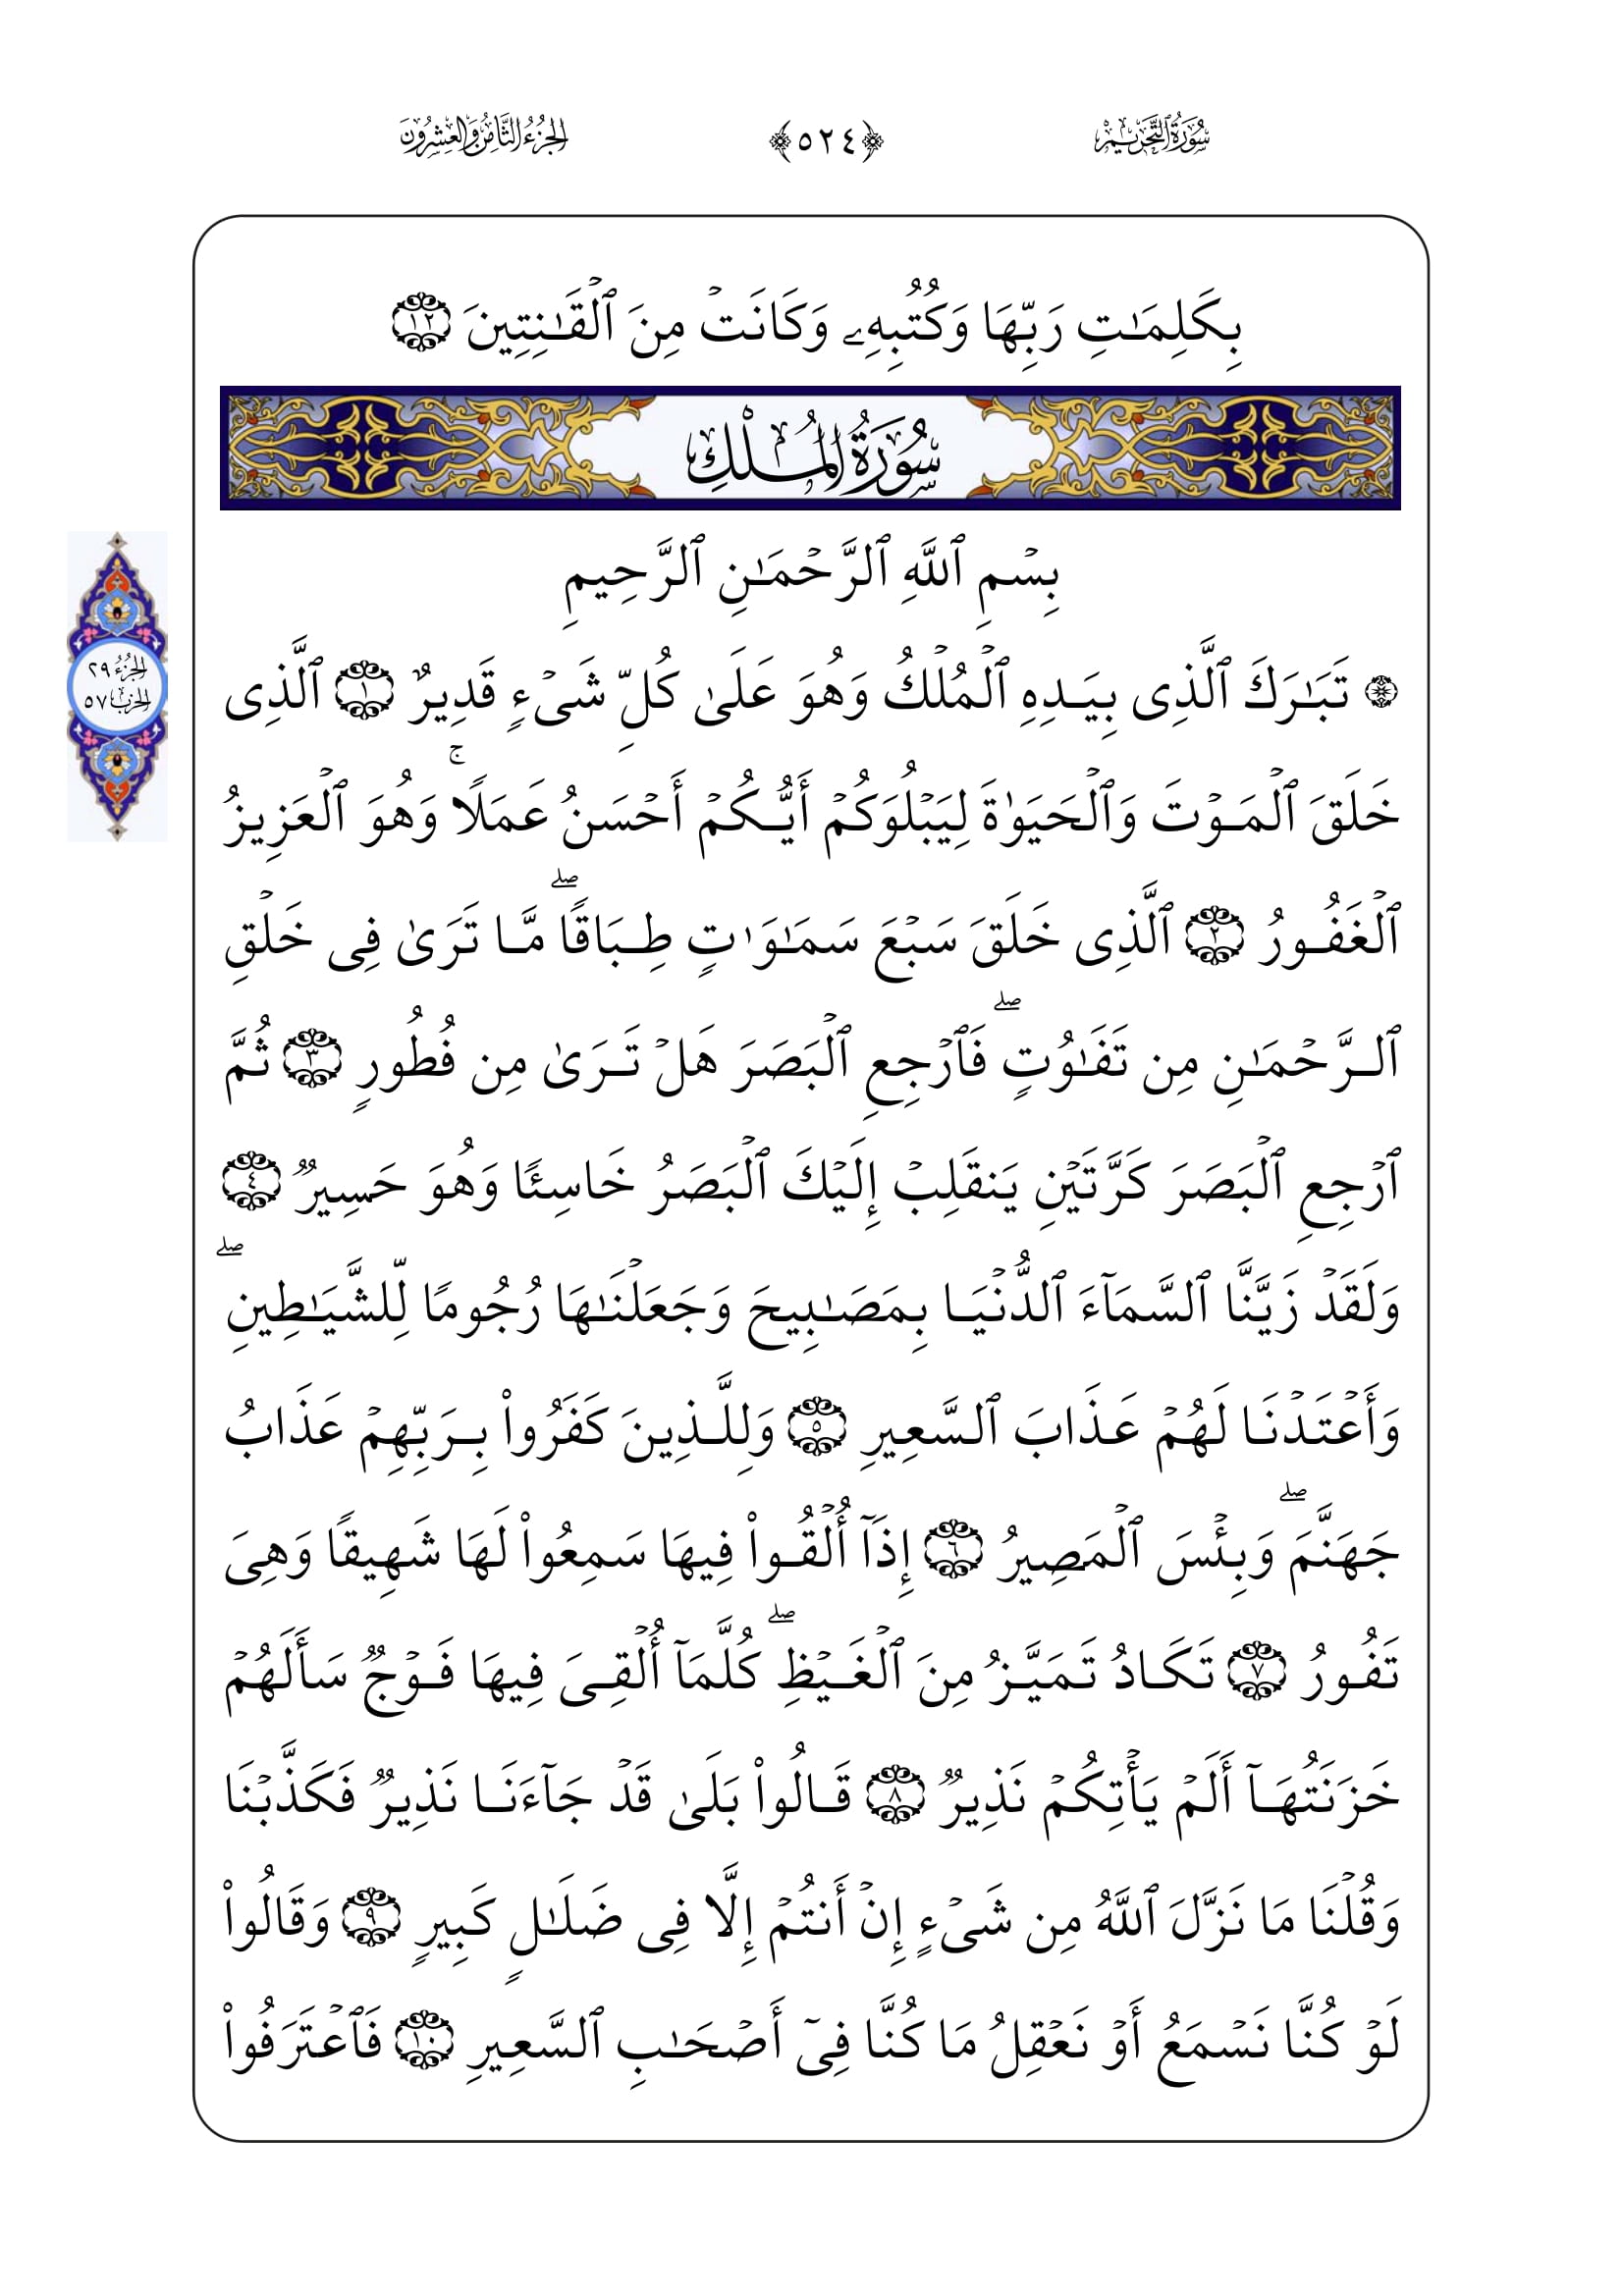 سُورَةُ ٱلتَّحۡرِيمِ ﴿٥٢٤﴾ الجُزْءُ الثَّامِنُ وَالعِشْرُونَ
بِكَلِمَٰتِ رَبِّهَا وَكُتُبِهِۦ وَكَانَتۡ مِنَ ٱلۡقَٰنِتِينَ ١٢
سُورَةُ المُلْكِ
بِسۡمِ ٱللَّهِ ٱلرَّحۡمَٰنِ ٱلرَّحِيمِ
الجُزْءُ ٢٩
الحِزْبُ ٥٧
۞ تَبَٰرَكَ ٱلَّذِى بِيَدِهِ ٱلۡمُلۡكُ وَهُوَ عَلَىٰ كُلِّ شَىۡءٍ قَدِيرٌ ١ ٱلَّذِى
خَلَقَ ٱلۡمَوۡتَ وَٱلۡحَيَوٰةَ لِيَبۡلُوَكُمۡ أَيُّكُمۡ أَحۡسَنُ عَمَلًاۚ وَهُوَ ٱلۡعَزِيزُ
ٱلۡغَفُورُ ٢ ٱلَّذِى خَلَقَ سَبۡعَ سَمَٰوَٰتٍ طِبَاقًاۖ مَّا تَرَىٰ فِى خَلۡقِ
ٱلرَّحۡمَٰنِ مِن تَفَٰوُتٍۖ فَٱرۡجِعِ ٱلۡبَصَرَ هَلۡ تَرَىٰ مِن فُطُورٍ ٣ ثُمَّ
ٱرۡجِعِ ٱلۡبَصَرَ كَرَّتَيۡنِ يَنقَلِبۡ إِلَيۡكَ ٱلۡبَصَرُ خَاسِئًا وَهُوَ حَسِيرٌ ٤
وَلَقَدۡ زَيَّنَّا ٱلسَّمَآءَ ٱلدُّنۡيَا بِمَصَٰبِيحَ وَجَعَلۡنَٰهَا رُجُومًا لِّلشَّيَٰطِينِۖ
وَأَعۡتَدۡنَا لَهُمۡ عَذَابَ ٱلسَّعِيرِ ٥ وَلِلَّذِينَ كَفَرُوا۟ بِرَبِّهِمۡ عَذَابُ
جَهَنَّمَۖ وَبِئۡسَ ٱلۡمَصِيرُ ٦ إِذَآ أُلۡقُوا۟ فِيهَا سَمِعُوا۟ لَهَا شَهِيقًا وَهِىَ
تَفُورُ ٧ تَكَادُ تَمَيَّزُ مِنَ ٱلۡغَيۡظِۖ كُلَّمَآ أُلۡقِىَ فِيهَا فَوۡجٌ سَأَلَهُمۡ
خَزَنَتُهَآ أَلَمۡ يَأۡتِكُمۡ نَذِيرٌ ٨ قَالُوا۟ بَلَىٰ قَدۡ جَآءَنَا نَذِيرٌ فَكَذَّبۡنَا
وَقُلۡنَا مَا نَزَّلَ ٱللَّهُ مِن شَىۡءٍ إِنۡ أَنتُمۡ إِلَّا فِى ضَلَٰلٍ كَبِيرٍ ٩ وَقَالُوا۟
لَوۡ كُنَّا نَسۡمَعُ أَوۡ نَعۡقِلُ مَا كُنَّا فِىٓ أَصۡحَٰبِ ٱلسَّعِيرِ ١٠ فَٱعۡتَرَفُوا۟